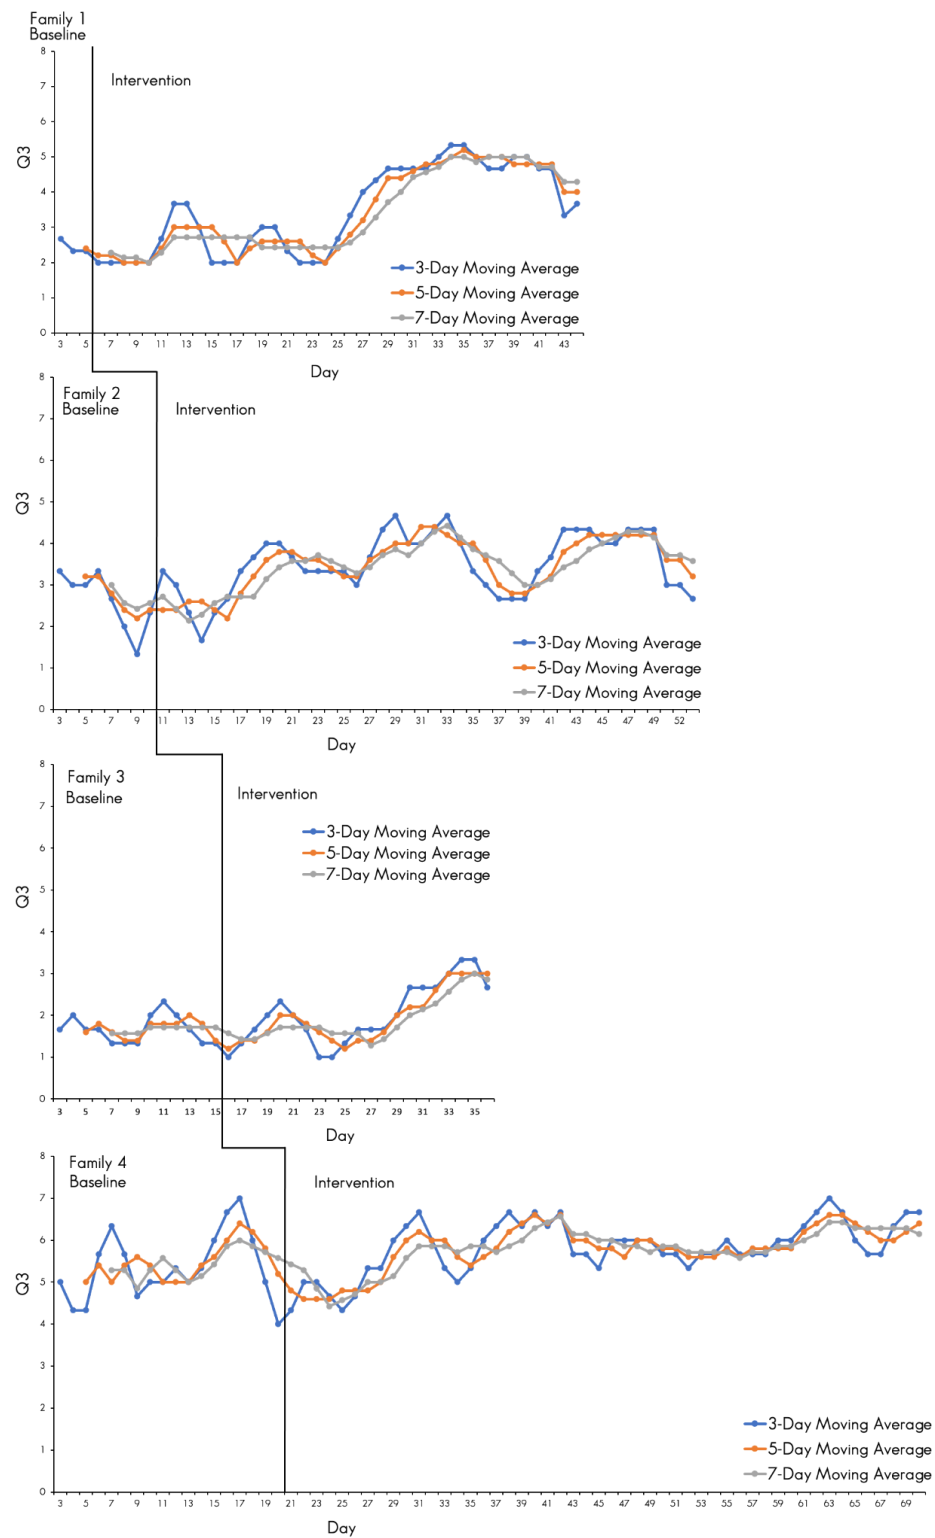 Family 1
Baseline
Intervention
8
7
6
5
4
3
2
1
0
Q3
3-Day Moving Average
5-Day Moving Average
7-Day Moving Average
3 5 7 9 11 13 15 17 19 21 23 25 27 29 31 33 35 37 39 41 43
Day
Family 2
Baseline
Intervention
8
7
6
5
4
3
2
1
0
Q3
3-Day Moving Average
5-Day Moving Average
7-Day Moving Average
3 5 7 9 11 13 15 17 19 21 23 25 27 29 31 33 35 37 39 41 43 45 47 49 52
Day
Family 3
Baseline
Intervention
8
7
6
5
4
3
2
1
0
Q3
3-Day Moving Average
5-Day Moving Average
7-Day Moving Average
3 5 7 9 11 13 15 17 19 21 23 25 27 29 31 33 35
Day
Family 4
Baseline
Intervention
8
7
6
5
4
3
2
1
0
Q3
3-Day Moving Average
5-Day Moving Average
7-Day Moving Average
3 5 7 9 11 13 15 17 19 21 23 25 27 29 31 33 35 37 39 41 43 45 47 49 51 53 55 57 59 61 63 65 67 69
Day